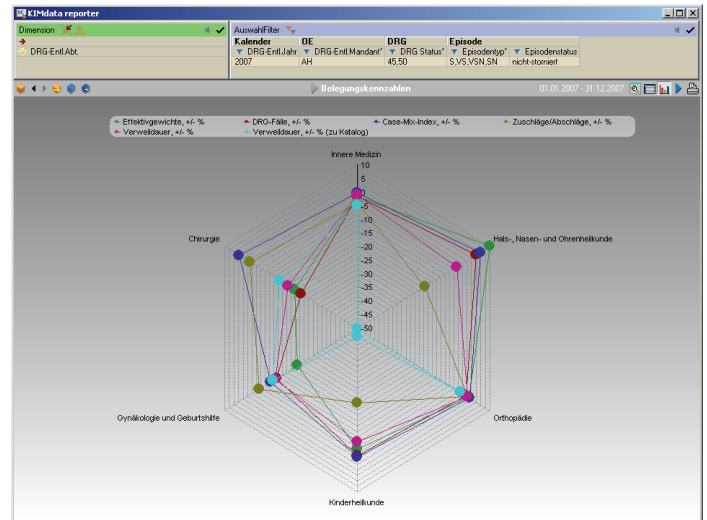 KIMdata reporter
Dimension
AuswahlFilter
DRG-Entl.Abt.
Kalender OE DRG Episode
DRG-Entl.Jahr DRG-Entl.Mandant* DRG Status* Episodentyp* Episodenstatus
2007 AH 45,50 S,VS,VSN,SN nicht-storniert
Belegungskennzahlen 01.01.2007 - 31.12.2007
Effektivgewichte, +/- % DRG-Fälle, +/- % Case-Mix-Index, +/- % Zuschläge/Abschläge, +/- %
Verweildauer, +/- % Verweildauer, +/- % (zu Katalog)
Innere Medizin
10
5
0
-5
-10
-15
-20
-25
-30
-35
-40
-45
-50
Chirurgie
Hals-, Nasen- und Ohrenheilkunde
Gynäkologie und Geburtshilfe
Orthopädie
Kinderheilkunde